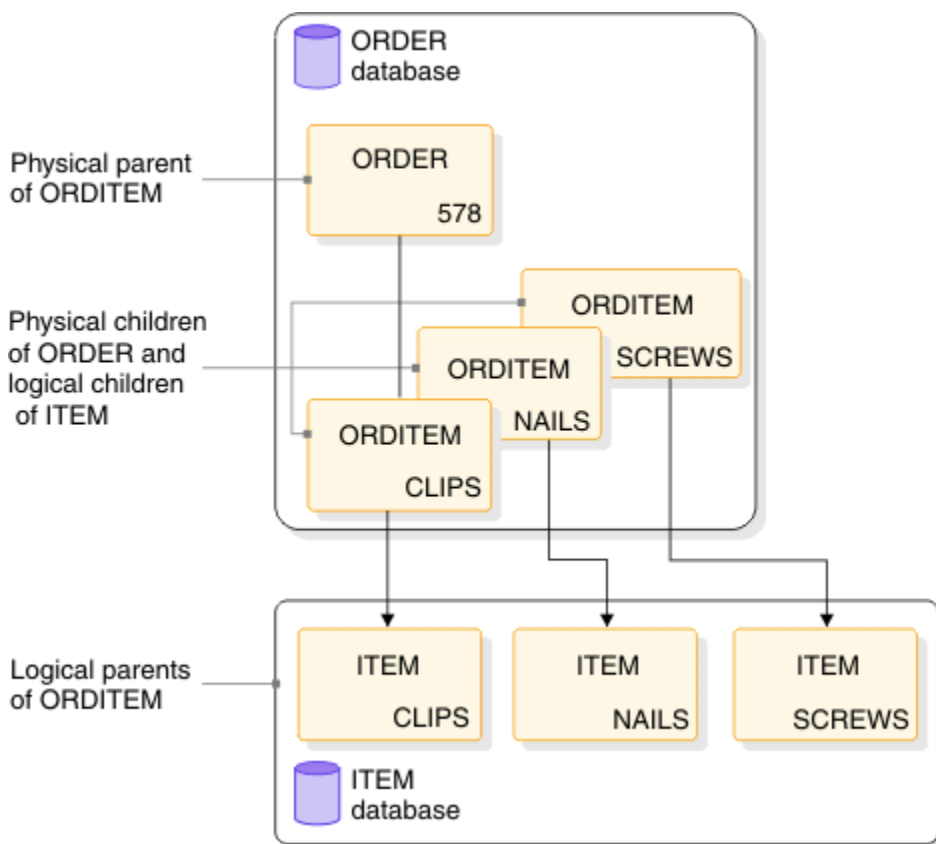 ORDER
database
Physical parent
of ORDITEM
ORDER
578
Physical children
of ORDER and
logical children
of ITEM
ORDITEM
SCREWS
ORDITEM
NAILS
ORDITEM
CLIPS
Logical parents
of ORDITEM
ITEM
CLIPS
ITEM
NAILS
ITEM
SCREWS
ITEM
database